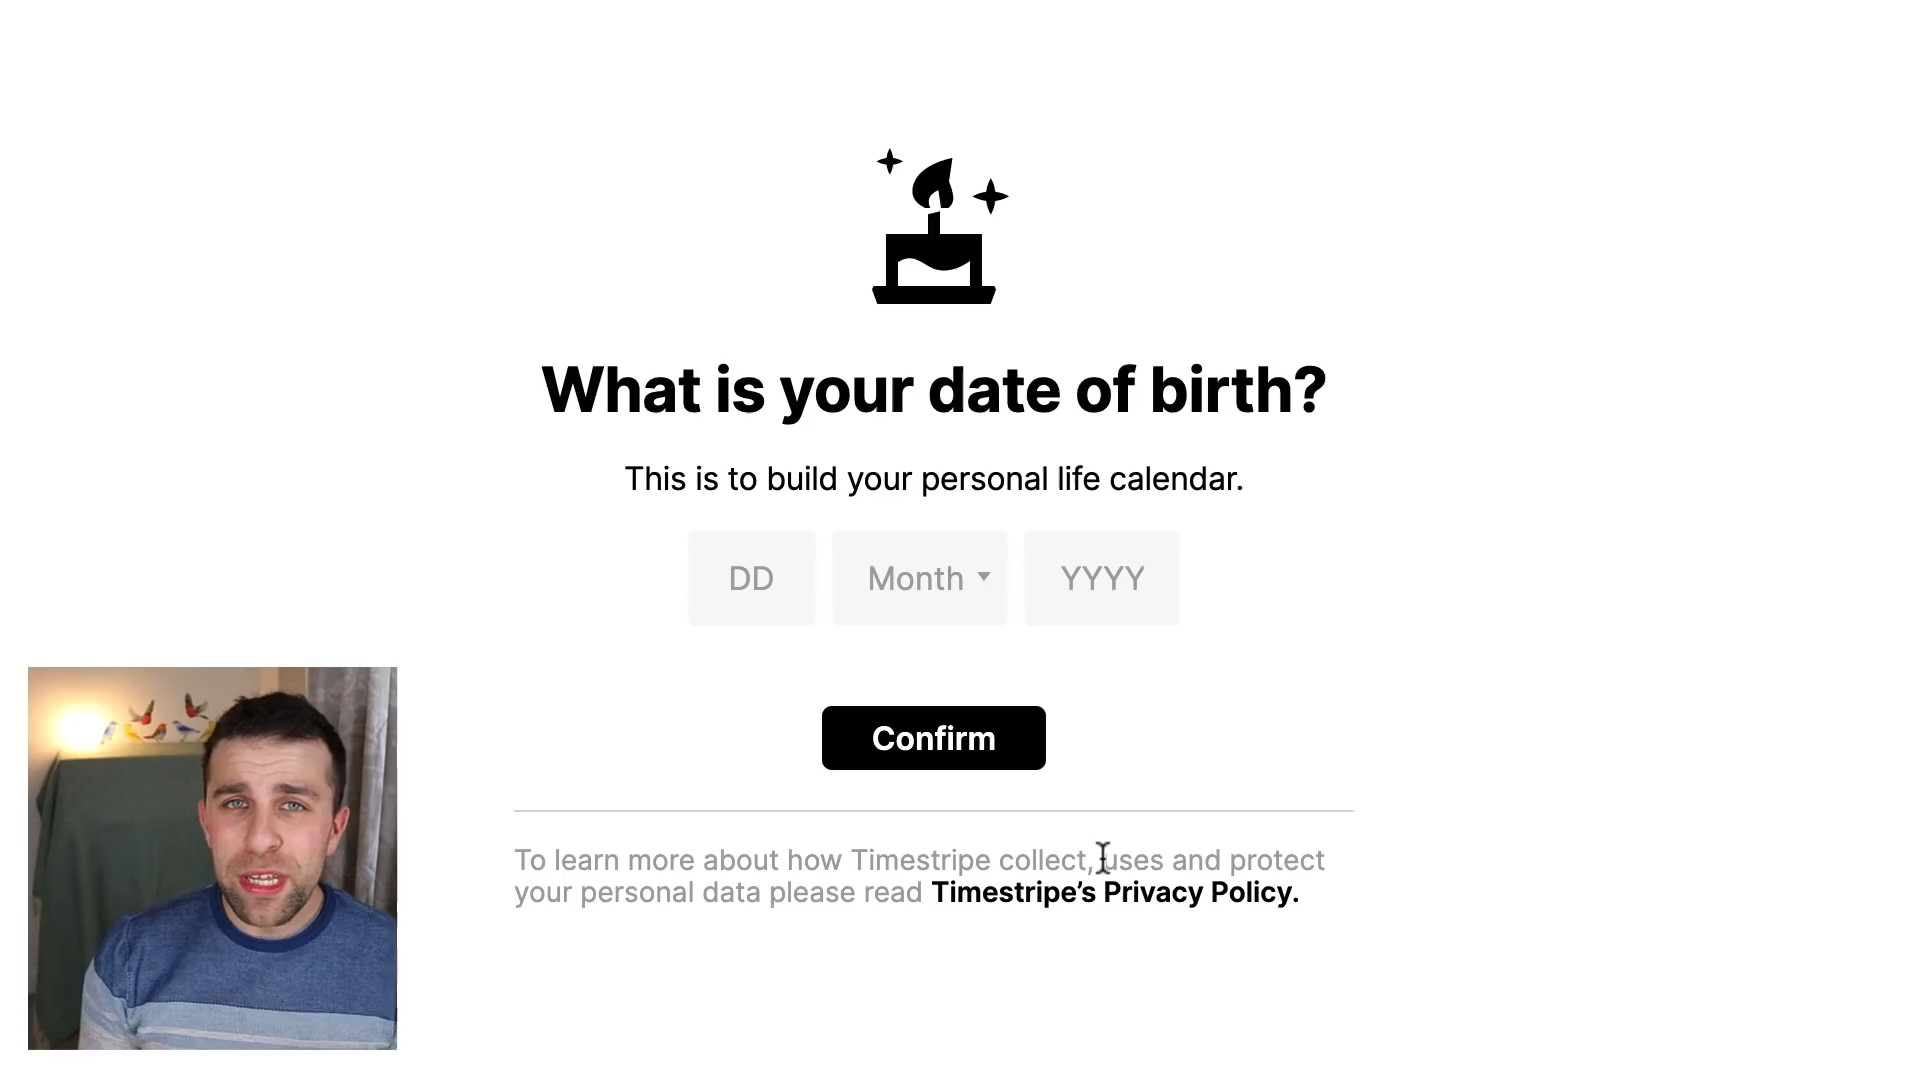 What is your date of birth?
This is to build your personal life calendar.
DD Month YYYY
Confirm
To learn more about how Timestripe collect, uses and protect
your personal data please read Timestripe’s Privacy Policy.